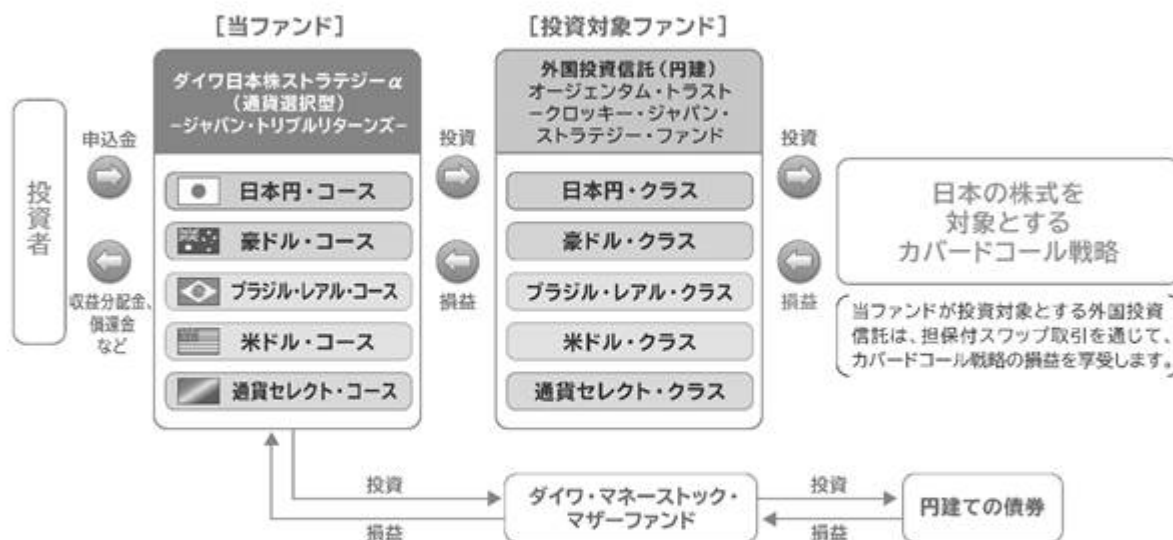 [当ファンド]
[投資対象ファンド]
投資者
申込金
収益分配金、
償還金
など
ダイワ日本株ストラテジーα
(通貨選択型)
－ジャパン・トリプルリターンズ－
日本円・コース
豪ドル・コース
ブラジル・レアル・コース
米ドル・コース
通貨セレクト・コース
投資
損益
外国投資信託(円建)
オージェンタム・トラスト
－クロッキー・ジャパン・
ストラテジー・ファンド
日本円・クラス
豪ドル・クラス
ブラジル・レアル・クラス
米ドル・クラス
通貨セレクト・クラス
投資
損益
日本の株式を
対象とする
カバードコール戦略
当ファンドが投資対象とする外国投資
信託は、担保付スワップ取引を通じて、
カバードコール戦略の損益を享受します。
投資
損益
ダイワ・マネーストック・
マザーファンド
投資
損益
円建ての債券